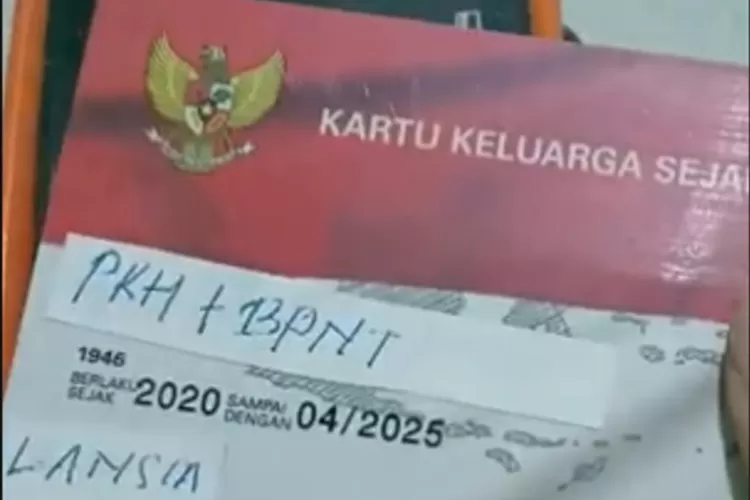 KARTU KELUARGA SEJA
PKH + BPNT
1946
BERLAKU SEJAK 2020 SAMPAI DENGAN 04/2025
LANSIA